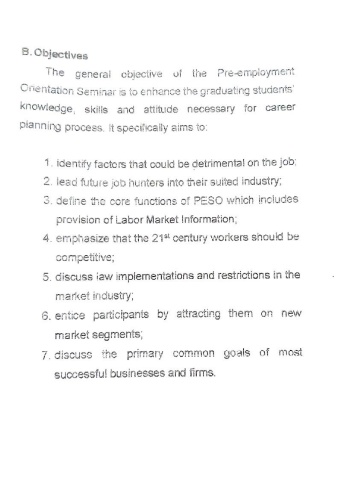 B. Objectives
The general objective of the Pre-employment
Orientation Seminar is to enhance the graduating students'
knowledge, skills and attitude necessary for career
planning process. It specifically aims to:
1. identify factors that could be detrimental on the job;
2. lead future job hunters into their suited industry;
3. define the core functions of PESO which includes
provision of Labor Market Information;
4. emphasize that the 21st century workers should be
competitive;
5. discuss law implementations and restrictions in the
market industry;
6. entice participants by attracting them on new
market segments;
7. discuss the primary common goals of most
successful businesses and firms.